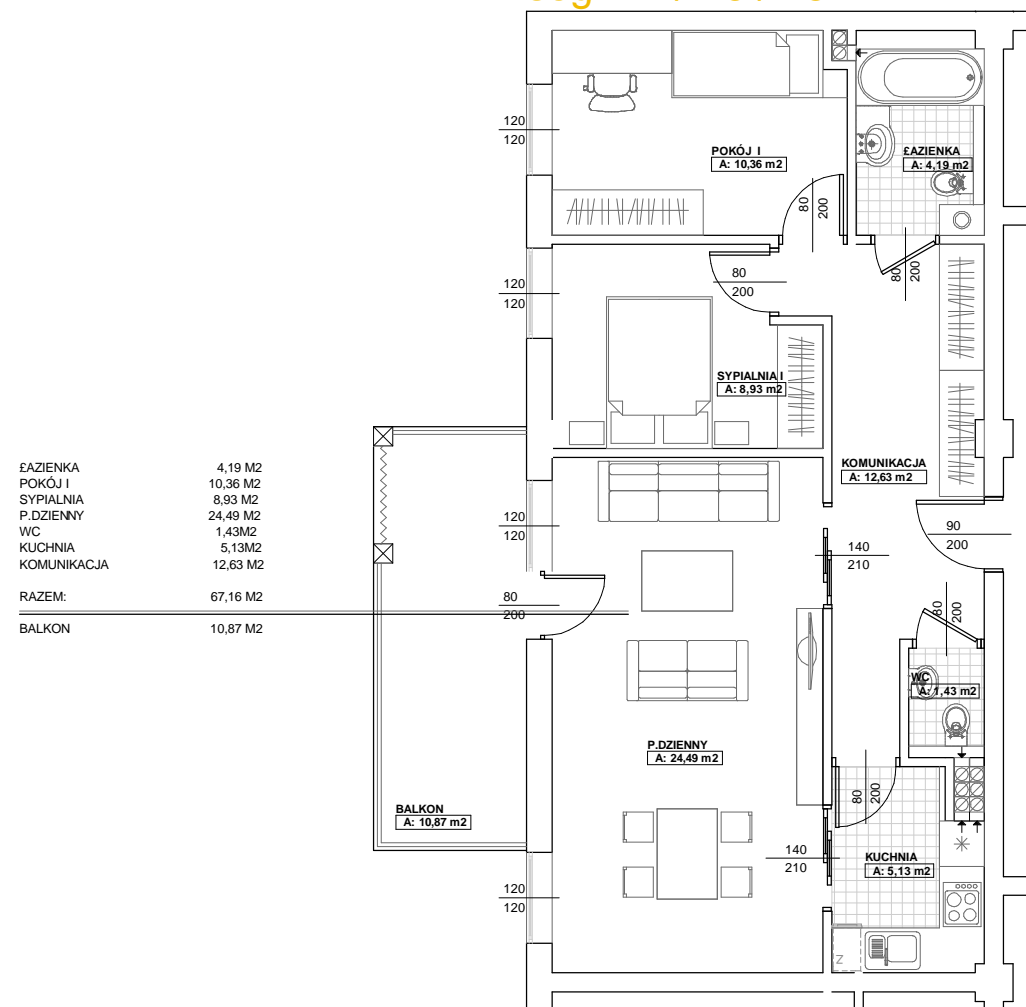 120
120
POKÓJ I
A: 10,36 m2
80
200
£AZIENKA
A: 4,19 m2
80
200
120
120
80
200
SYPIALNIA I
A: 8,93 m2
KOMUNIKACJA
A: 12,63 m2
£AZIENKA 4,19 M2
POKÓJ I 10,36 M2
SYPIALNIA 8,93 M2
P.DZIENNY 24,49 M2
WC 1,43M2
KUCHNIA 5,13M2
KOMUNIKACJA 12,63 M2
RAZEM: 67,16 M2
BALKON 10,87 M2
120
120
140
210
90
200
80
200
80
200
WC
A: 1,43 m2
P.DZIENNY
A: 24,49 m2
80
200
BALKON
A: 10,87 m2
140
210
KUCHNIA
A: 5,13 m2
120
120
Z